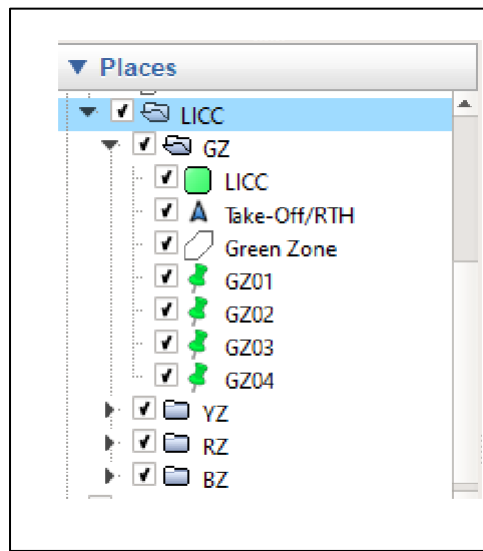 Places
LICC
GZ
LICC
Take-Off/RTH
Green Zone
GZ01
GZ02
GZ03
GZ04
YZ
RZ
BZ